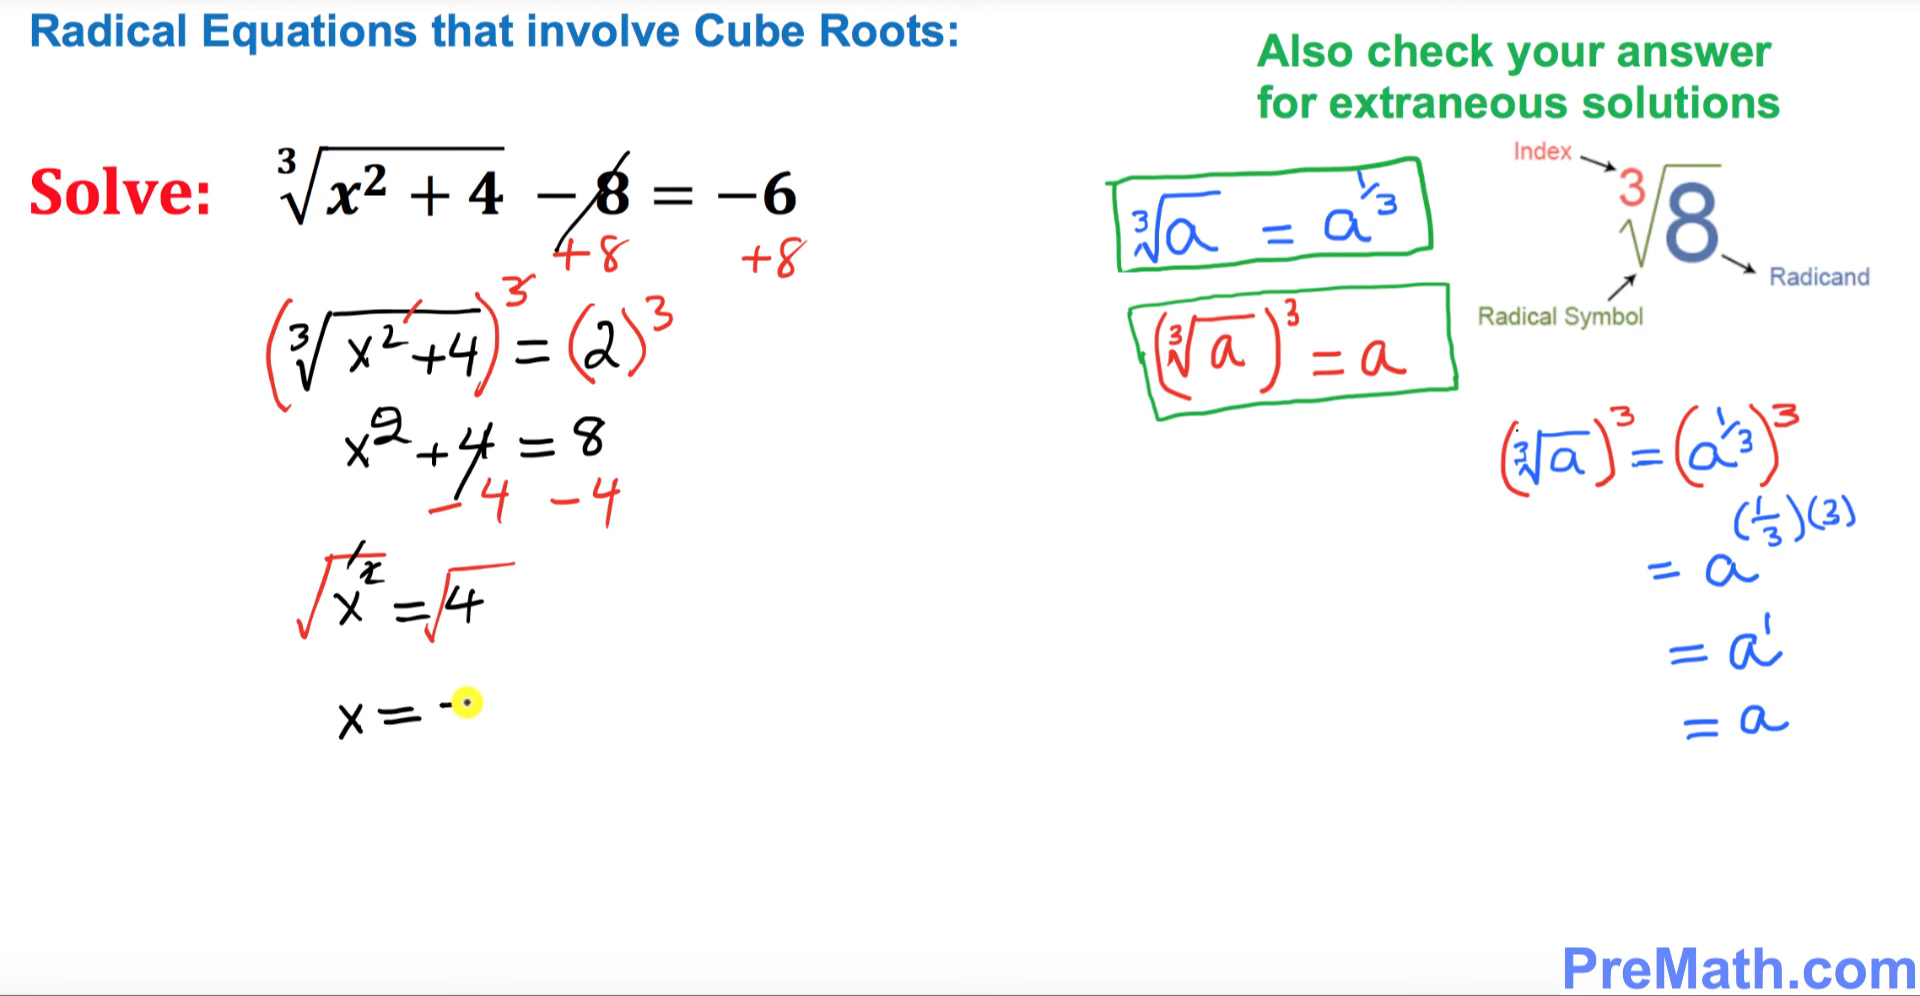 Radical Equations that involve Cube Roots:
Also check your answer
for extraneous solutions
Solve: ∛(x² + 4) − 8 = −6
+8 +8
(∛(x²+4))³ = (2)³
x² + 4 = 8
−4 −4
√x² = √4
x = -
∛a = a^(1/3)
(∛a)³ = a
Index
∛8
Radicand
Radical Symbol
(∛a)³ = (a^(1/3))³
= a^((1/3)(3))
= a¹
= a
PreMath.com